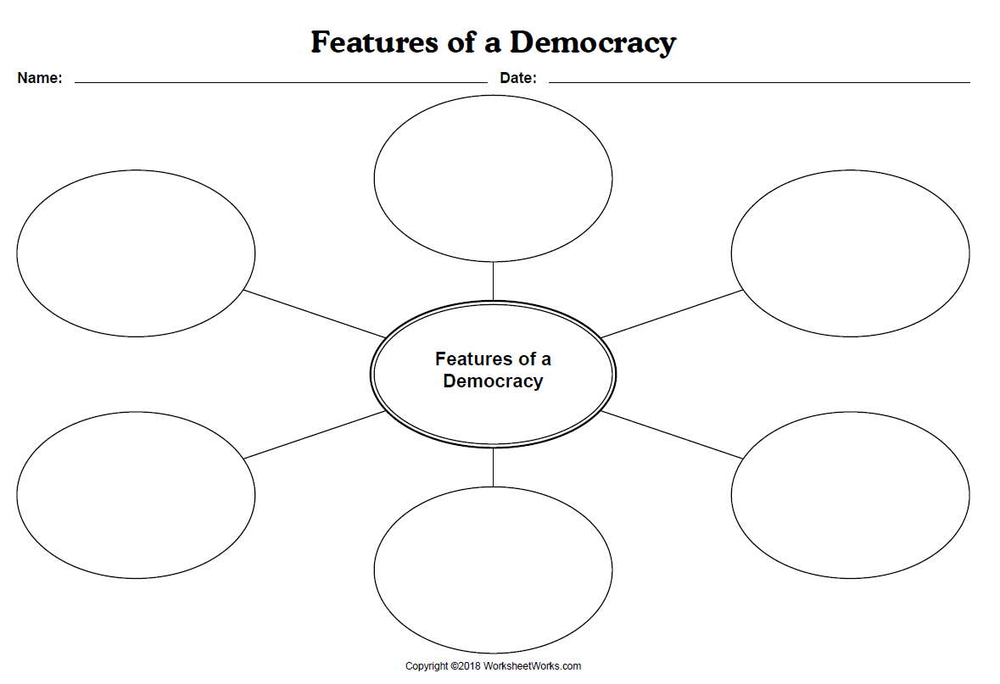 Features of a Democracy
Name: Date:
Features of a
Democracy
Copyright ©2018 WorksheetWorks.com